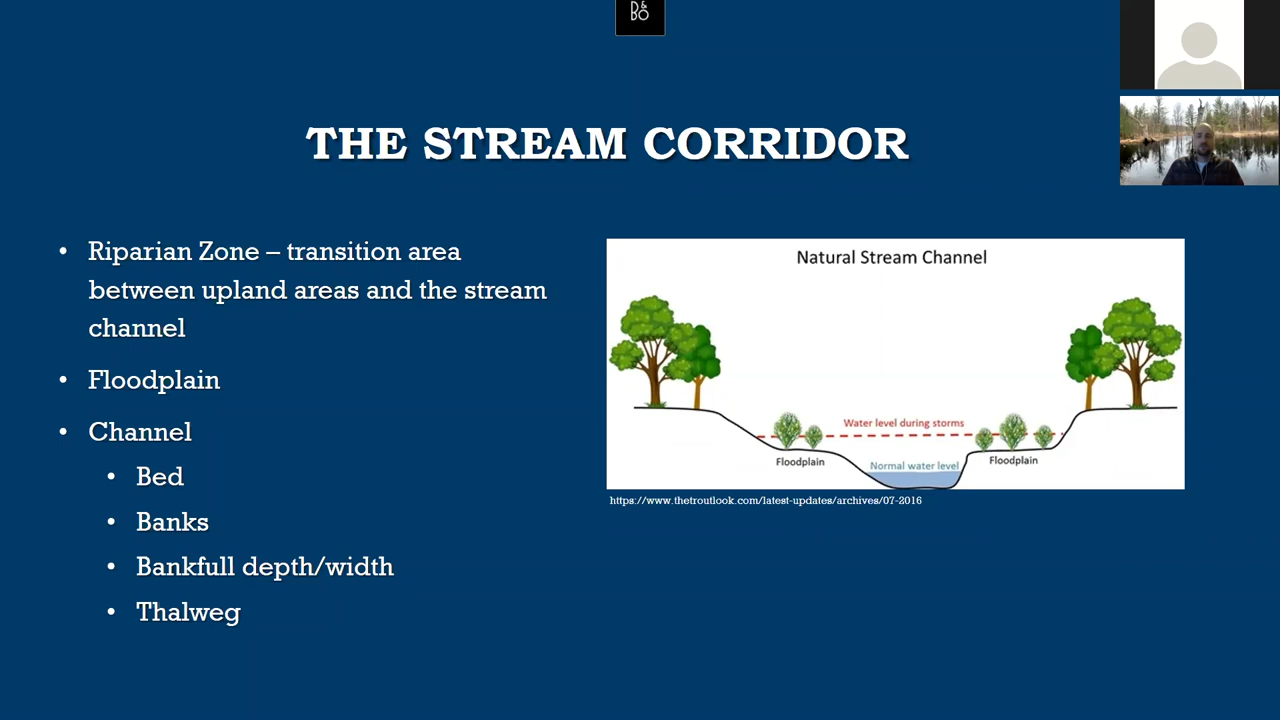 B&
BO
THE STREAM CORRIDOR
• Riparian Zone – transition area
between upland areas and the stream
channel
• Floodplain
• Channel
• Bed
• Banks
• Bankfull depth/width
• Thalweg
Natural Stream Channel
Water level during storms
Floodplain
Normal water level
Floodplain
https://www.thetroutlook.com/latest-updates/archives/07-2016